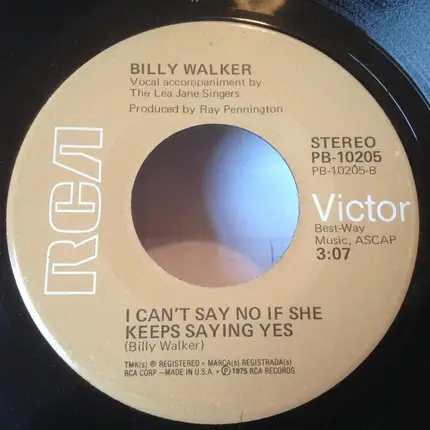 BILLY WALKER
Vocal accompaniment by
The Lea Jane Singers
Produced by Ray Pennington
STEREO
PB-10205
PB-10205-B
RCA
Victor
Best-Way
Music, ASCAP
3:07
I CAN'T SAY NO IF SHE
KEEPS SAYING YES
(Billy Walker)
TMK(s) ® REGISTERED • MARCA(s) REGISTRADA(s)
RCA CORP—MADE IN U.S.A. • ℗ 1975 RCA RECORDS